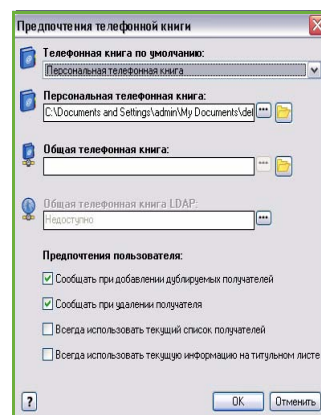 Предпочтения телефонной книги
Телефонная книга по умолчанию:
Персональная телефонная книга
Персональная телефонная книга:
C:\Documents and Settings\admin\My Documents\del
Общая телефонная книга:
Общая телефонная книга LDAP:
Недоступно
Предпочтения пользователя:
Сообщать при добавлении дублируемых получателей
Сообщать при удалении получателя
Всегда использовать текущий список получателей
Всегда использовать текущую информацию на титульном листе
? OK Отменить